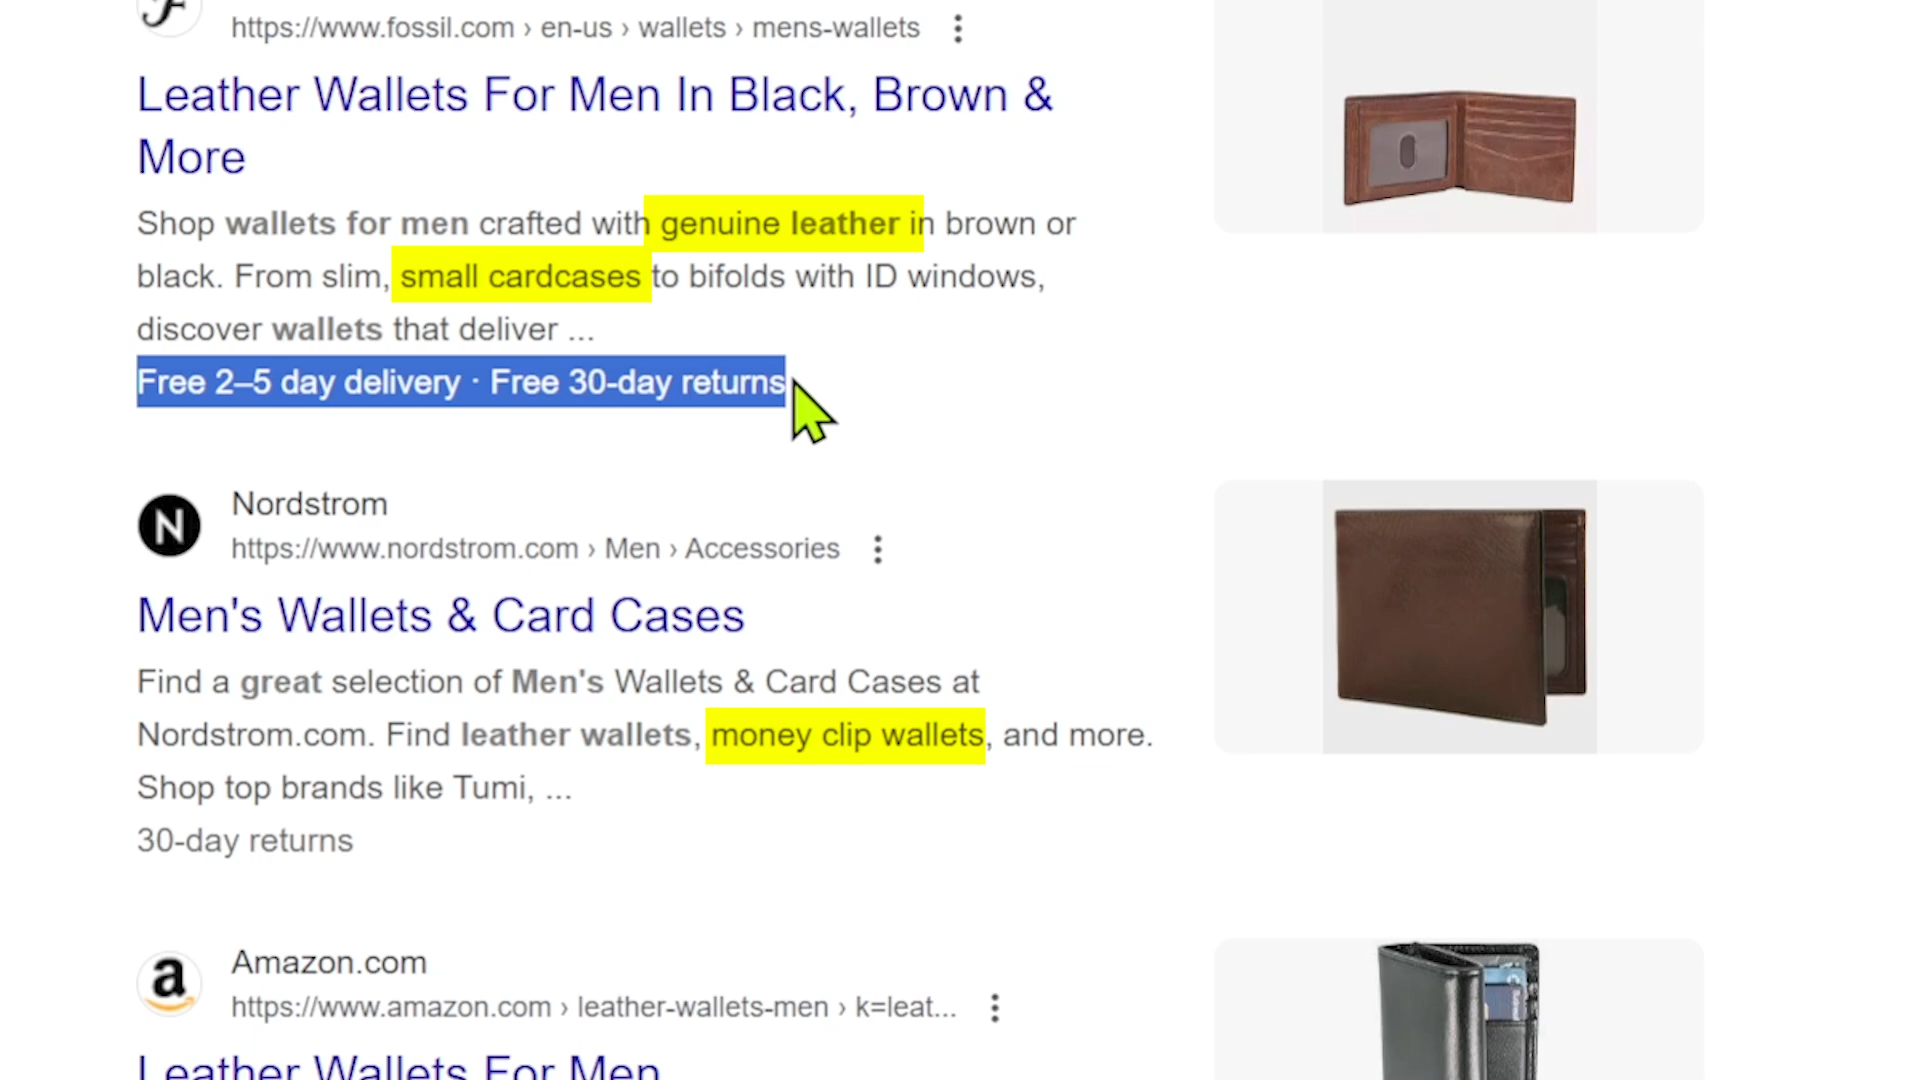 https://www.fossil.com › en-us › wallets › mens-wallets
Leather Wallets For Men In Black, Brown &
More
Shop wallets for men crafted with genuine leather in brown or
black. From slim, small cardcases to bifolds with ID windows,
discover wallets that deliver ...
Free 2–5 day delivery · Free 30-day returns
Nordstrom
https://www.nordstrom.com › Men › Accessories
Men's Wallets & Card Cases
Find a great selection of Men's Wallets & Card Cases at
Nordstrom.com. Find leather wallets, money clip wallets, and more.
Shop top brands like Tumi, ...
30-day returns
Amazon.com
https://www.amazon.com › leather-wallets-men › k=leat...
Leather Wallets For Men